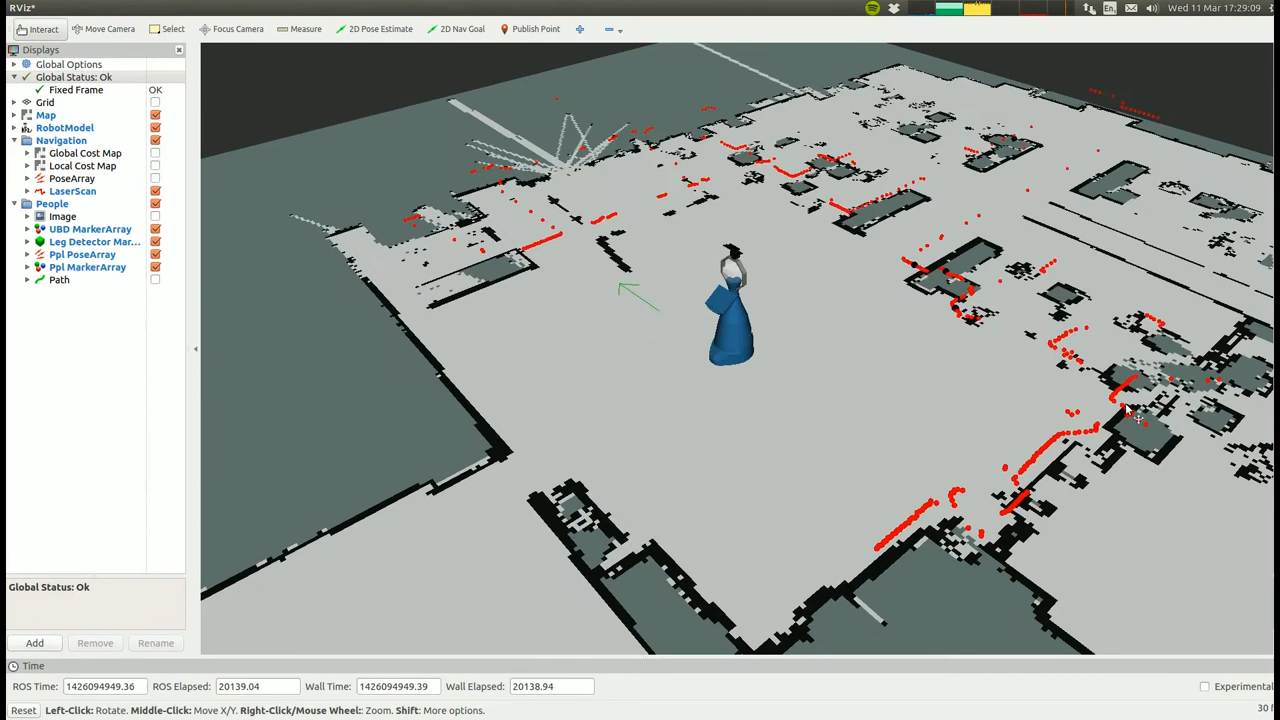 RViz*
En
Wed 11 Mar 17:29:09
Interact
Move Camera
Select
Focus Camera
Measure
2D Pose Estimate
2D Nav Goal
Publish Point
Displays
Global Options
Global Status: Ok
Fixed Frame OK
Grid
Map
RobotModel
Navigation
Global Cost Map
Local Cost Map
PoseArray
LaserScan
People
Image
UBD MarkerArray
Leg Detector Mar...
Ppl PoseArray
Ppl MarkerArray
Path
Global Status: Ok
Add Remove Rename
Time
ROS Time: 1426094949.36 ROS Elapsed: 20139.04 Wall Time: 1426094949.39 Wall Elapsed: 20138.94 Experimental
Reset Left-Click: Rotate. Middle-Click: Move X/Y. Right-Click/Mouse Wheel: Zoom. Shift: More options. 30 f